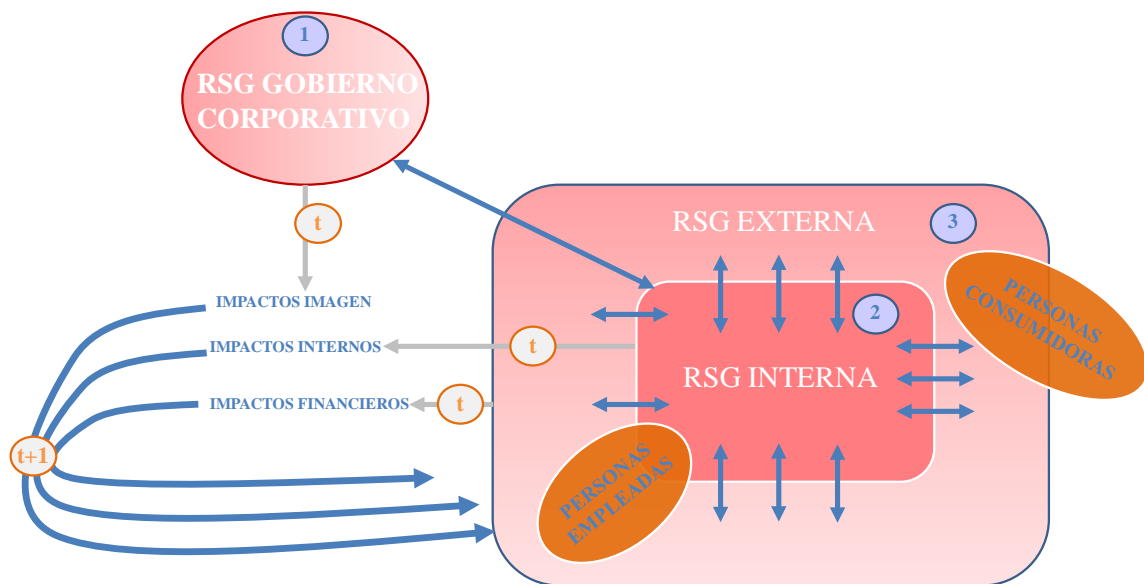 1
RSG GOBIERNO
CORPORATIVO
t
RSG EXTERNA
3
PERSONAS
CONSUMIDORAS
IMPACTOS IMAGEN
2
IMPACTOS INTERNOS
t
RSG INTERNA
IMPACTOS FINANCIEROS
t
t+1
PERSONAS
EMPLEADAS